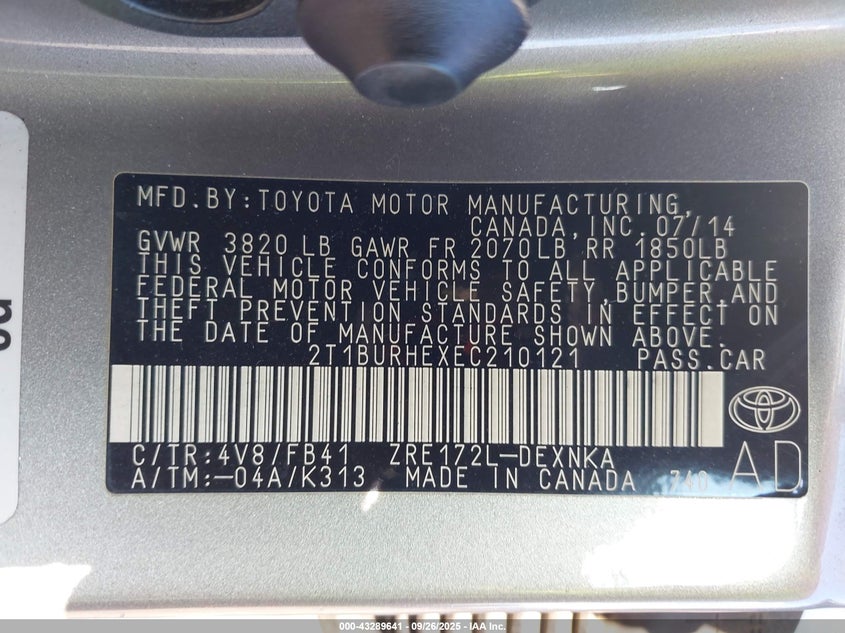 MFD.BY:TOYOTA MOTOR MANUFACTURING,
CANADA,INC. 07/14
GVWR 3820 LB GAWR FR 2070LB RR 1850LB
THIS VEHICLE CONFORMS TO ALL APPLICABLE
FEDERAL MOTOR VEHICLE SAFETY,BUMPER,AND
THEFT PREVENTION STANDARDS IN EFFECT ON
THE DATE OF MANUFACTURE SHOWN ABOVE.
2T1BURHEXEC210121 PASS.CAR
C/TR:4V8/FB41 ZRE172L-DEXNKA
A/TM:-04A/K313 MADE IN CANADA 740
AD
000-43289641 - 09/26/2025 - IAA Inc.